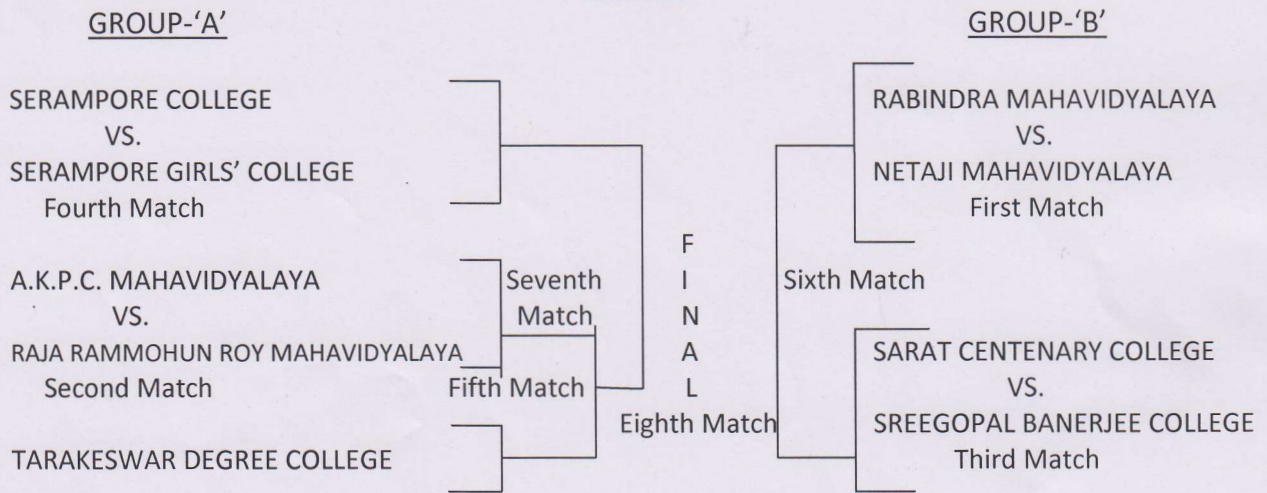 GROUP-‘A’
SERAMPORE COLLEGE
VS.
SERAMPORE GIRLS’ COLLEGE
Fourth Match
A.K.P.C. MAHAVIDYALAYA
VS.
RAJA RAMMOHUN ROY MAHAVIDYALAYA
Second Match
TARAKESWAR DEGREE COLLEGE
Seventh
Match
Fifth Match
F
I
N
A
L
Eighth Match
GROUP-‘B’
RABINDRA MAHAVIDYALAYA
VS.
NETAJI MAHAVIDYALAYA
First Match
Sixth Match
SARAT CENTENARY COLLEGE
VS.
SREEGOPAL BANERJEE COLLEGE
Third Match